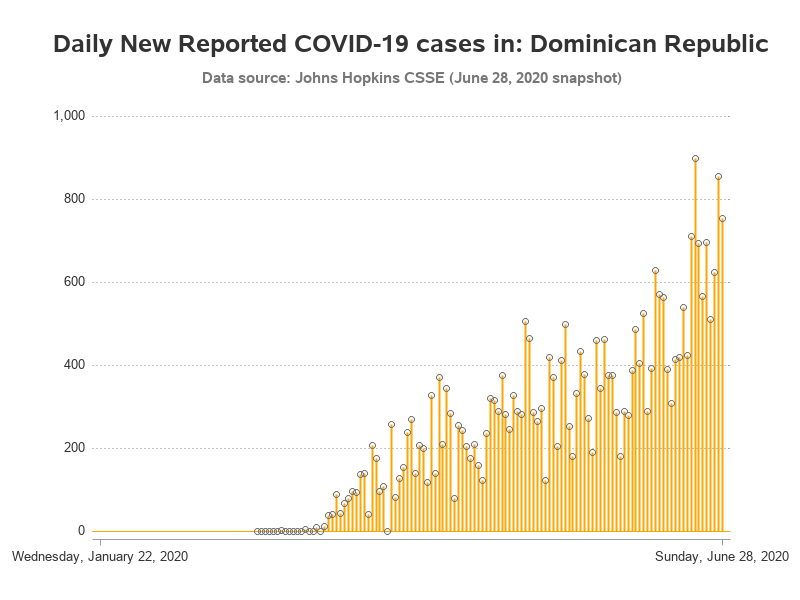 Daily New Reported COVID-19 cases in: Dominican Republic
Data source: Johns Hopkins CSSE (June 28, 2020 snapshot)
1,000
800
600
400
200
0
Wednesday, January 22, 2020
Sunday, June 28, 2020